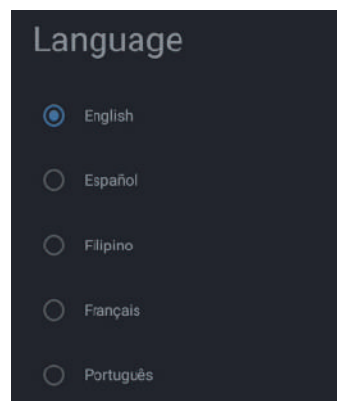 Language
English
Español
Filipino
Français
Português